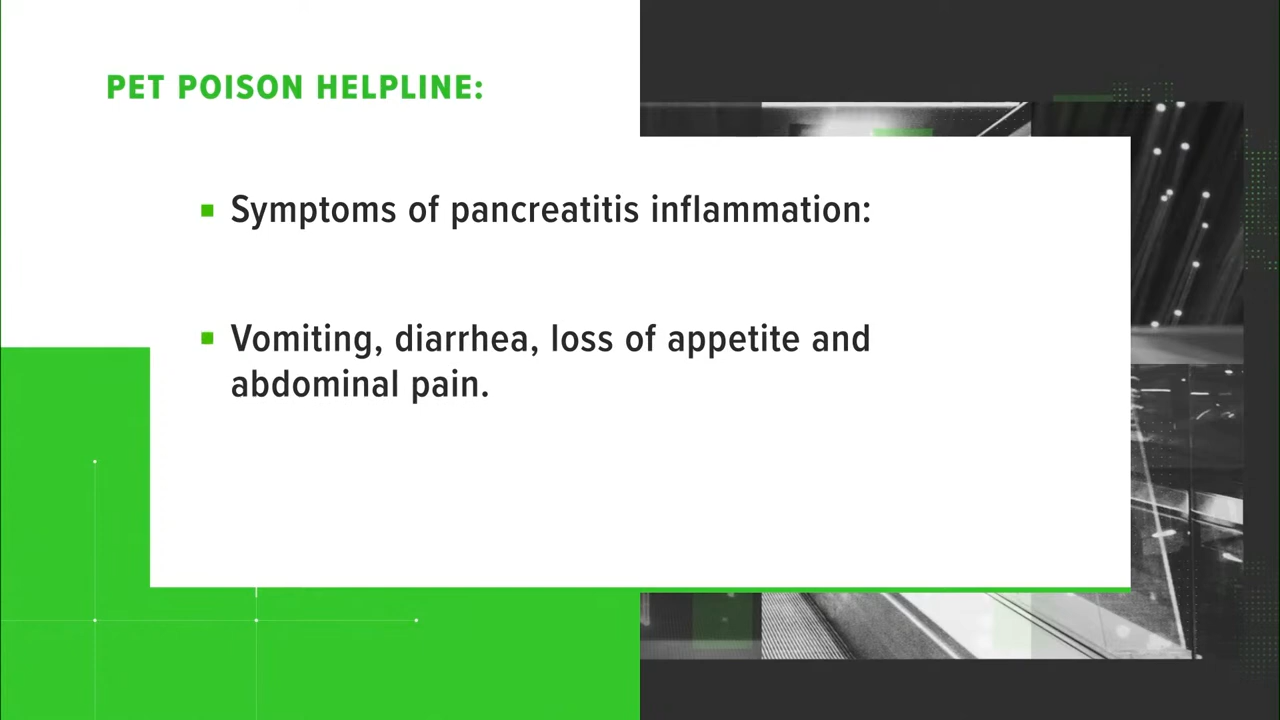 PET POISON HELPLINE:
Symptoms of pancreatitis inflammation:
Vomiting, diarrhea, loss of appetite and
abdominal pain.